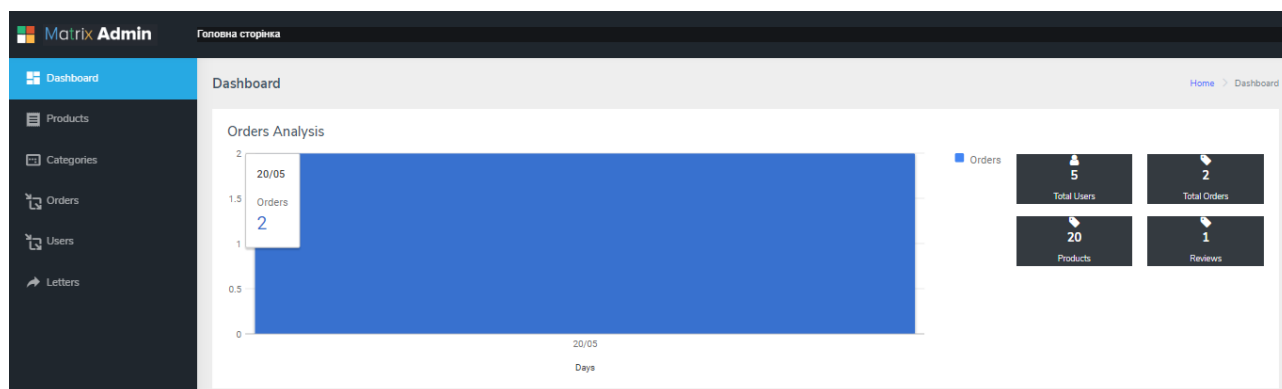 Matrix Admin
Головна сторінка
Dashboard
Products
Categories
Orders
Users
Letters
Dashboard
Home > Dashboard
Orders Analysis
2
1.5
1
0.5
0
20/05
Orders
2
20/05
Days
Orders
5
Total Users
2
Total Orders
20
Products
1
Reviews